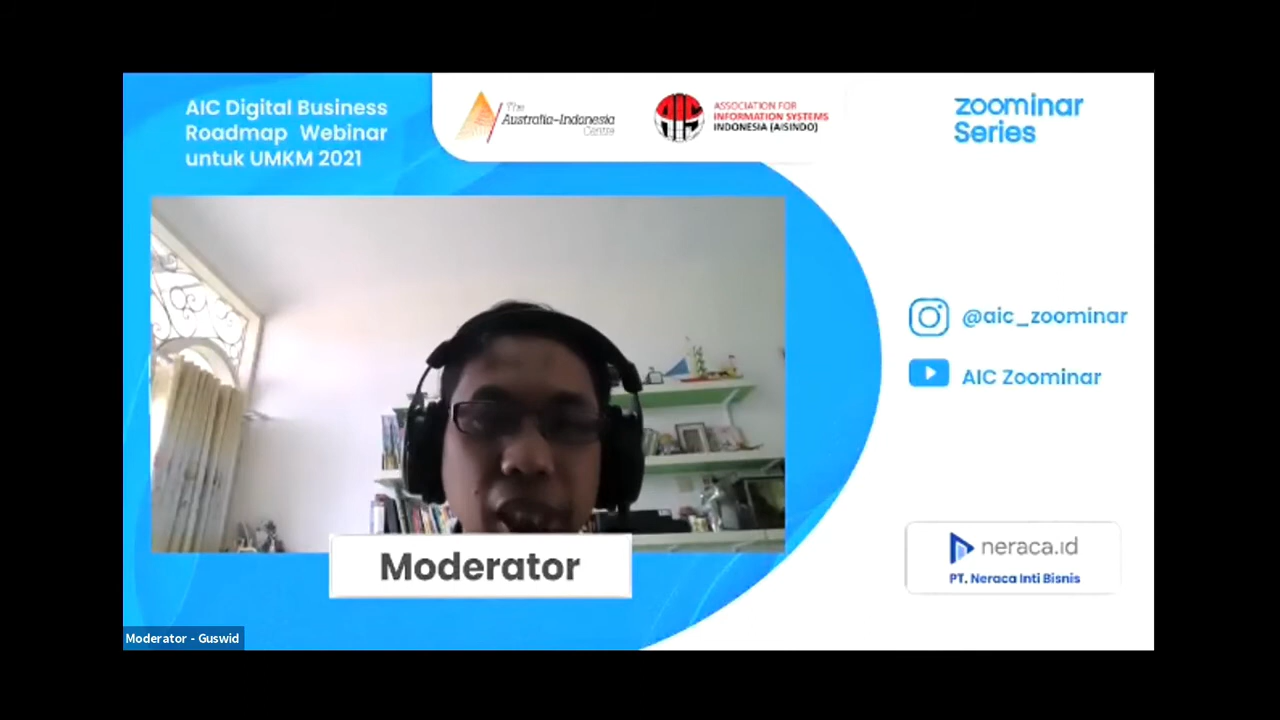 AIC Digital Business
Roadmap Webinar
untuk UMKM 2021
The
Australia-Indonesia
Centre
AIS
ASSOCIATION FOR
INFORMATION SYSTEMS
INDONESIA (AISINDO)
zoominar
Series
@aic_zoominar
AIC Zoominar
neraca.id
PT. Neraca Inti Bisnis
Moderator
Moderator - Guswid